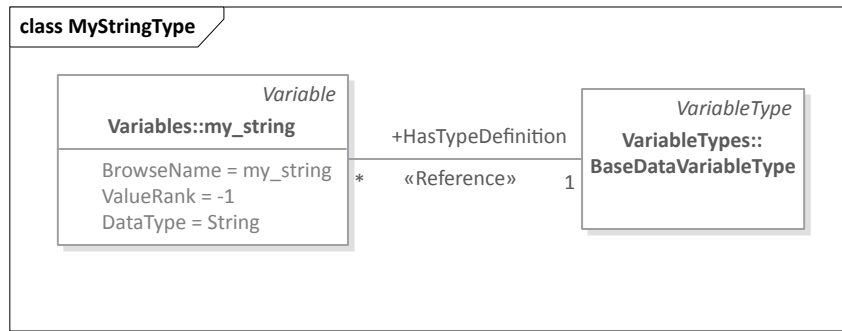 class MyStringType
Variable
Variables::my_string
BrowseName = my_string
ValueRank = -1
DataType = String
+HasTypeDefinition
* «Reference» 1
VariableType
VariableTypes::
BaseDataVariableType